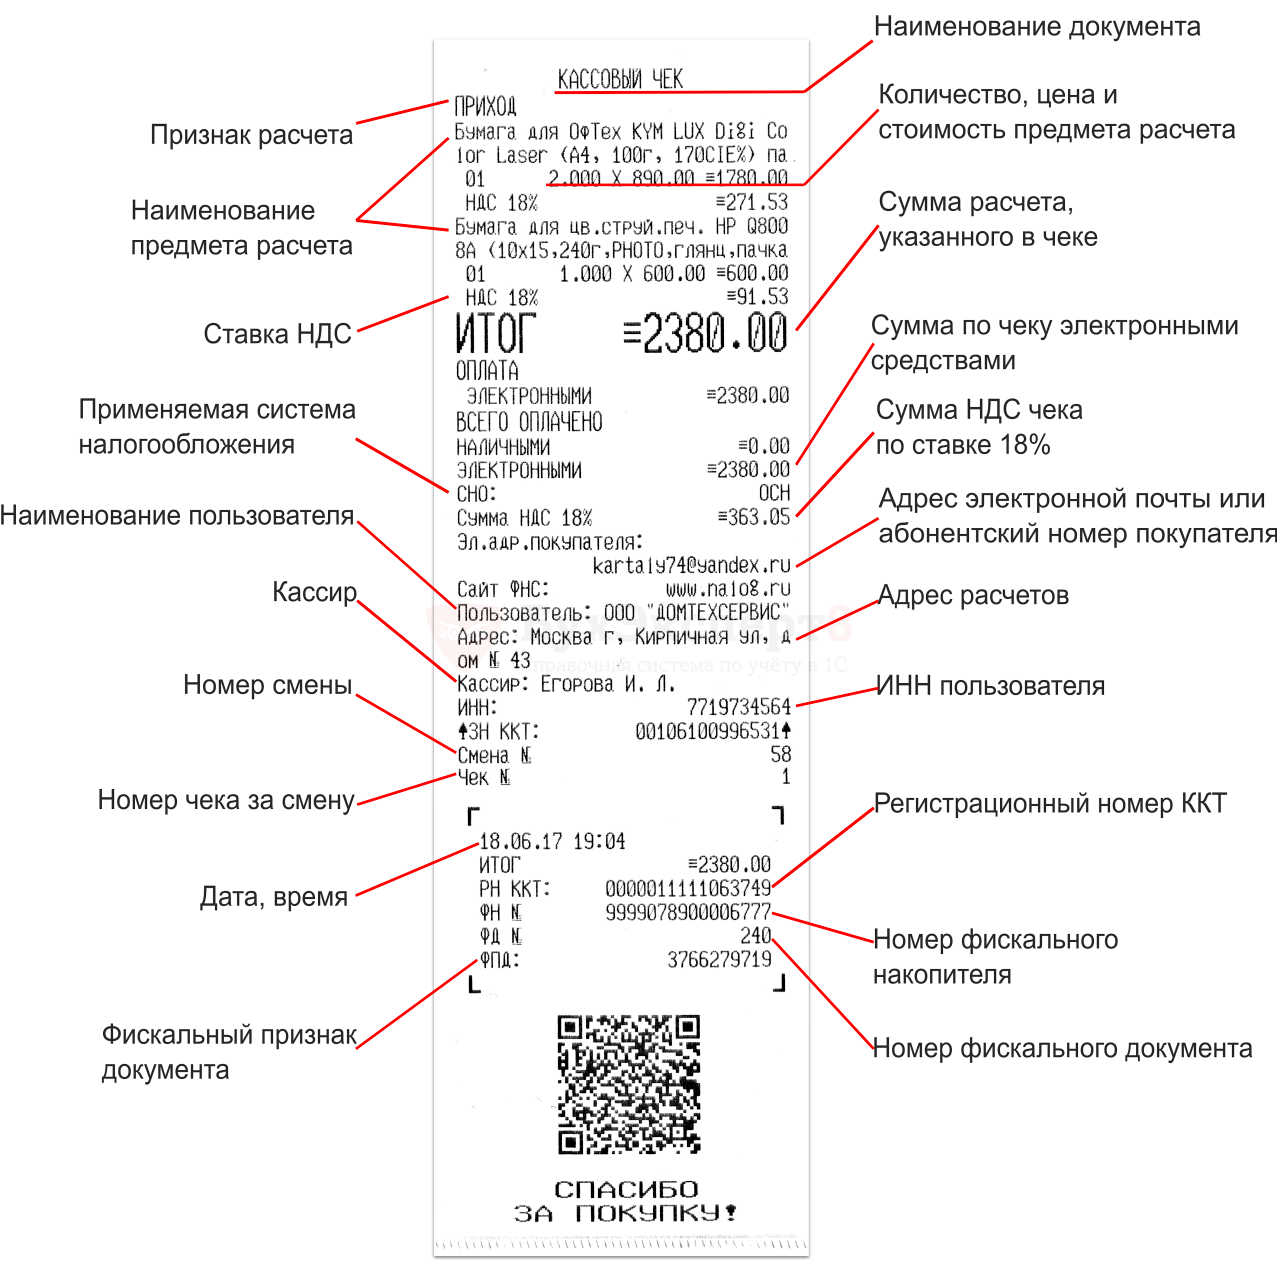 Наименование документа
Количество, цена и
стоимость предмета расчета
Сумма расчета,
указанного в чеке
Сумма по чеку электронными
средствами
Сумма НДС чека
по ставке 18%
Адрес электронной почты или
абонентский номер покупателя
Адрес расчетов
ИНН пользователя
Регистрационный номер ККТ
Номер фискального
накопителя
Номер фискального документа
Признак расчета
Наименование
предмета расчета
Ставка НДС
Применяемая система
налогообложения
Наименование пользователя
Кассир
Номер смены
Номер чека за смену
Дата, время
Фискальный признак
документа
КАССОВЫЙ ЧЕК
ПРИХОД
Бумага для ОфТех KYM LUX Digi Co
lor Laser (A4, 100г, 170CIE%) па
01 2.000 X 890.00 ≡1780.00
НДС 18% ≡271.53
Бумага для цв.струй.печ. HP Q800
8A (10x15,240г,PHOTO,глянц,пачка
01 1.000 X 600.00 ≡600.00
НДС 18% ≡91.53
ИТОГ ≡2380.00
ОПЛАТА
ЭЛЕКТРОННЫМИ ≡2380.00
ВСЕГО ОПЛАЧЕНО
НАЛИЧНЫМИ ≡0.00
ЭЛЕКТРОННЫМИ ≡2380.00
СНО: ОСН
Сумма НДС 18% ≡363.05
Эл.адр.покупателя:
kartaly74@yandex.ru
Сайт ФНС: www.nalog.ru
Пользователь: ООО "ДОМТЕХСЕРВИС"
Адрес: Москва г, Кирпичная ул, д
ом № 43
Кассир: Егорова И. Л.
ИНН: 7719734564
ЗН ККТ: 00106100996531
Смена № 58
Чек № 1
18.06.17 19:04
ИТОГ ≡2380.00
РН ККТ: 0000011111063749
ФН № 9999078900006777
ФД № 240
ФПД: 3766279719
СПАСИБО
ЗА ПОКУПКУ!
БухЭксперт8
справочная система по учёту в 1С